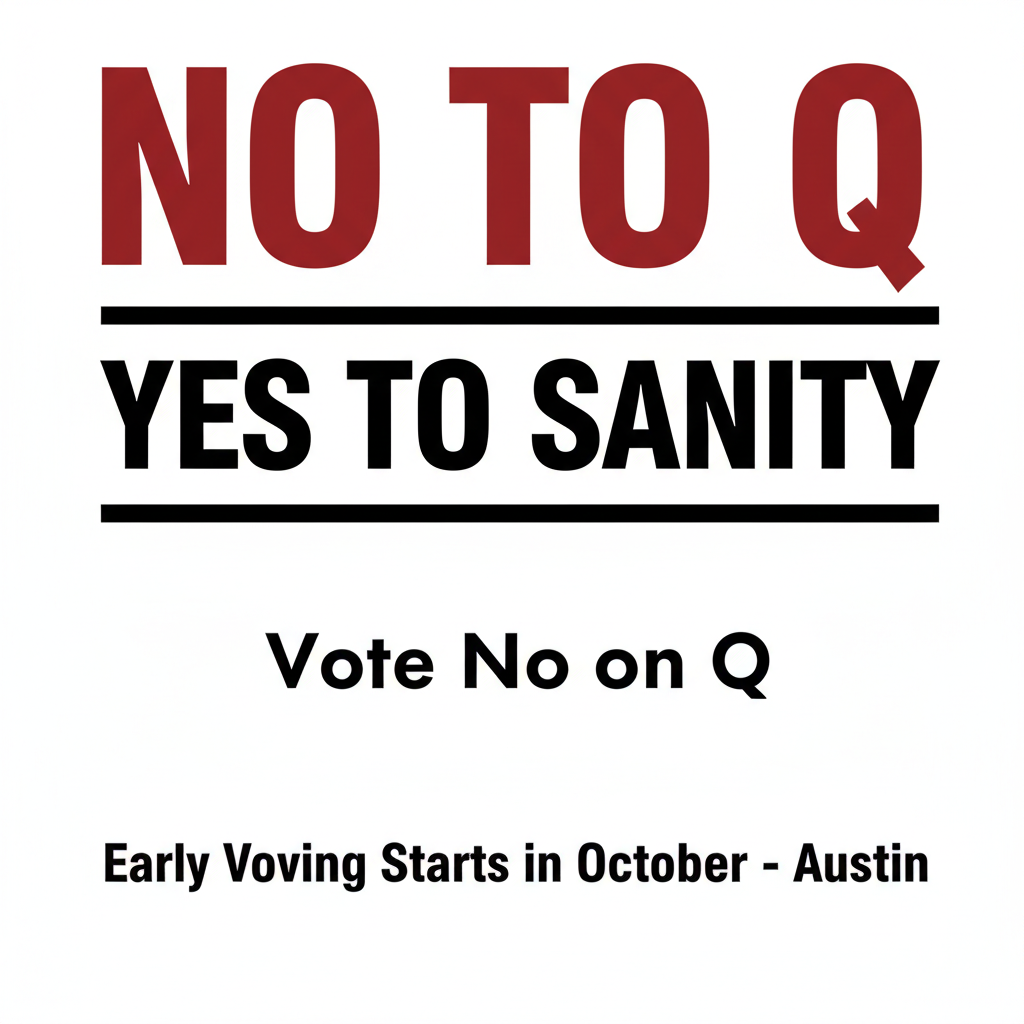 NO TO Q
YES TO SANITY
Vote No on Q
Early Voving Starts in October - Austin